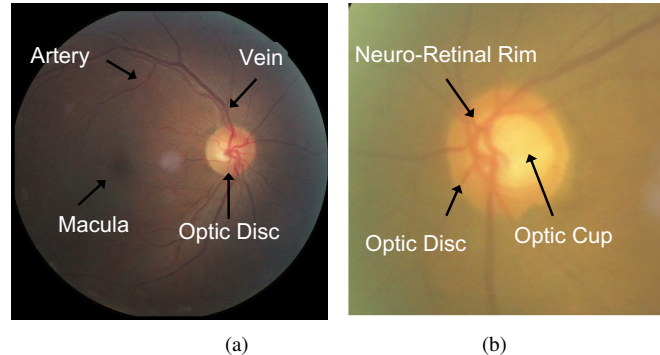 Artery
Vein
Macula
Optic Disc
(a)
Neuro-Retinal Rim
Optic Disc
Optic Cup
(b)